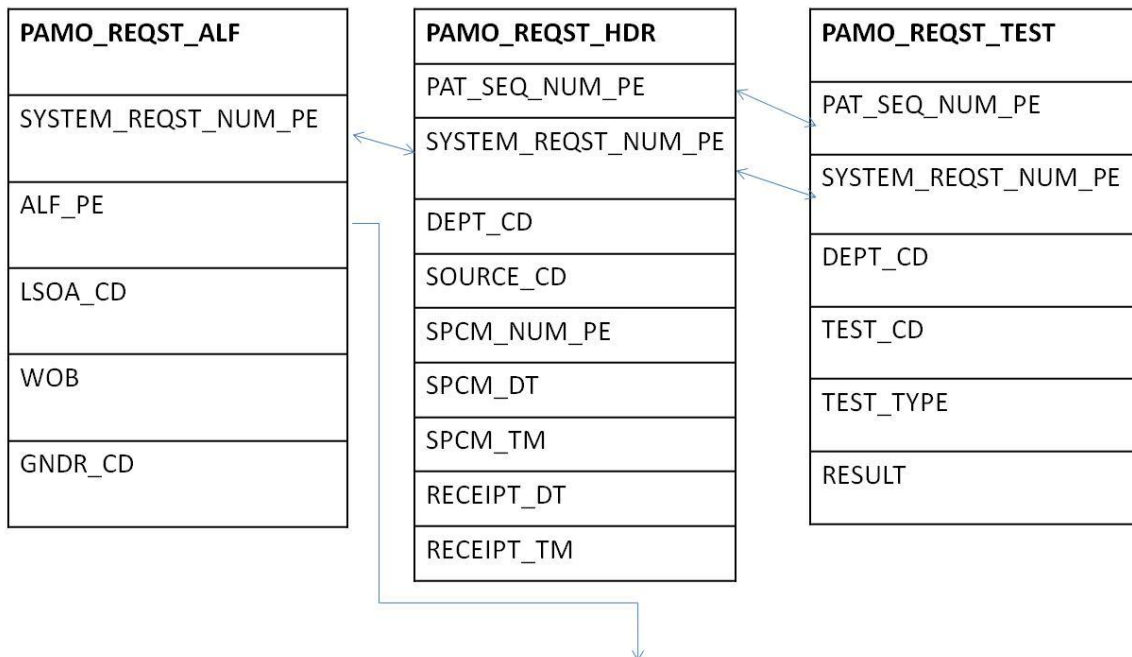 PAMO_REQST_ALF
SYSTEM_REQST_NUM_PE
ALF_PE
LSOA_CD
WOB
GNDR_CD
PAMO_REQST_HDR
PAT_SEQ_NUM_PE
SYSTEM_REQST_NUM_PE
DEPT_CD
SOURCE_CD
SPCM_NUM_PE
SPCM_DT
SPCM_TM
RECEIPT_DT
RECEIPT_TM
PAMO_REQST_TEST
PAT_SEQ_NUM_PE
SYSTEM_REQST_NUM_PE
DEPT_CD
TEST_CD
TEST_TYPE
RESULT